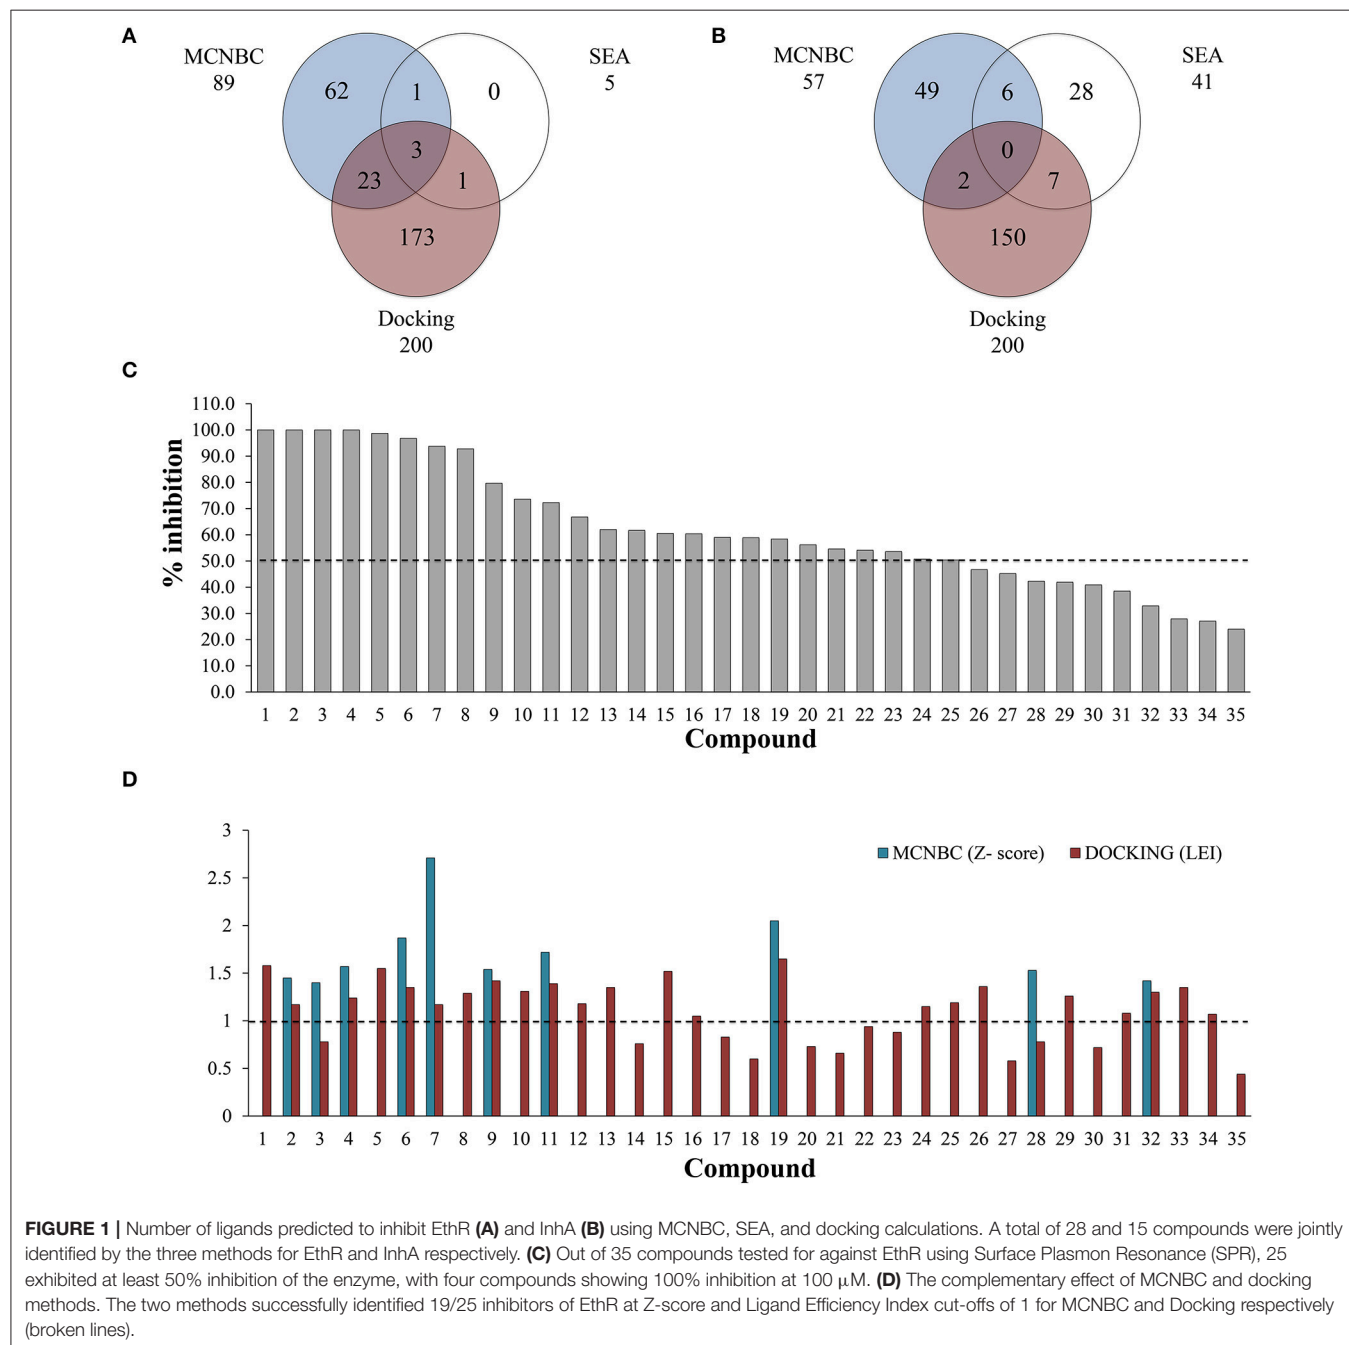 A
MCNBC
89
SEA
5
62
1
0
3
23
1
173
Docking
200
B
MCNBC
57
SEA
41
49
6
28
0
2
7
150
Docking
200
C
% inhibition
110.0
100.0
90.0
80.0
70.0
60.0
50.0
40.0
30.0
20.0
10.0
0.0
1 2 3 4 5 6 7 8 9 10 11 12 13 14 15 16 17 18 19 20 21 22 23 24 25 26 27 28 29 30 31 32 33 34 35
Compound
D
3
2.5
2
1.5
1
0.5
0
MCNBC (Z- score) DOCKING (LEI)
1 2 3 4 5 6 7 8 9 10 11 12 13 14 15 16 17 18 19 20 21 22 23 24 25 26 27 28 29 30 31 32 33 34 35
Compound
FIGURE 1 | Number of ligands predicted to inhibit EthR (A) and InhA (B) using MCNBC, SEA, and docking calculations. A total of 28 and 15 compounds were jointly
identified by the three methods for EthR and InhA respectively. (C) Out of 35 compounds tested for against EthR using Surface Plasmon Resonance (SPR), 25
exhibited at least 50% inhibition of the enzyme, with four compounds showing 100% inhibition at 100 μM. (D) The complementary effect of MCNBC and docking
methods. The two methods successfully identified 19/25 inhibitors of EthR at Z-score and Ligand Efficiency Index cut-offs of 1 for MCNBC and Docking respectively
(broken lines).